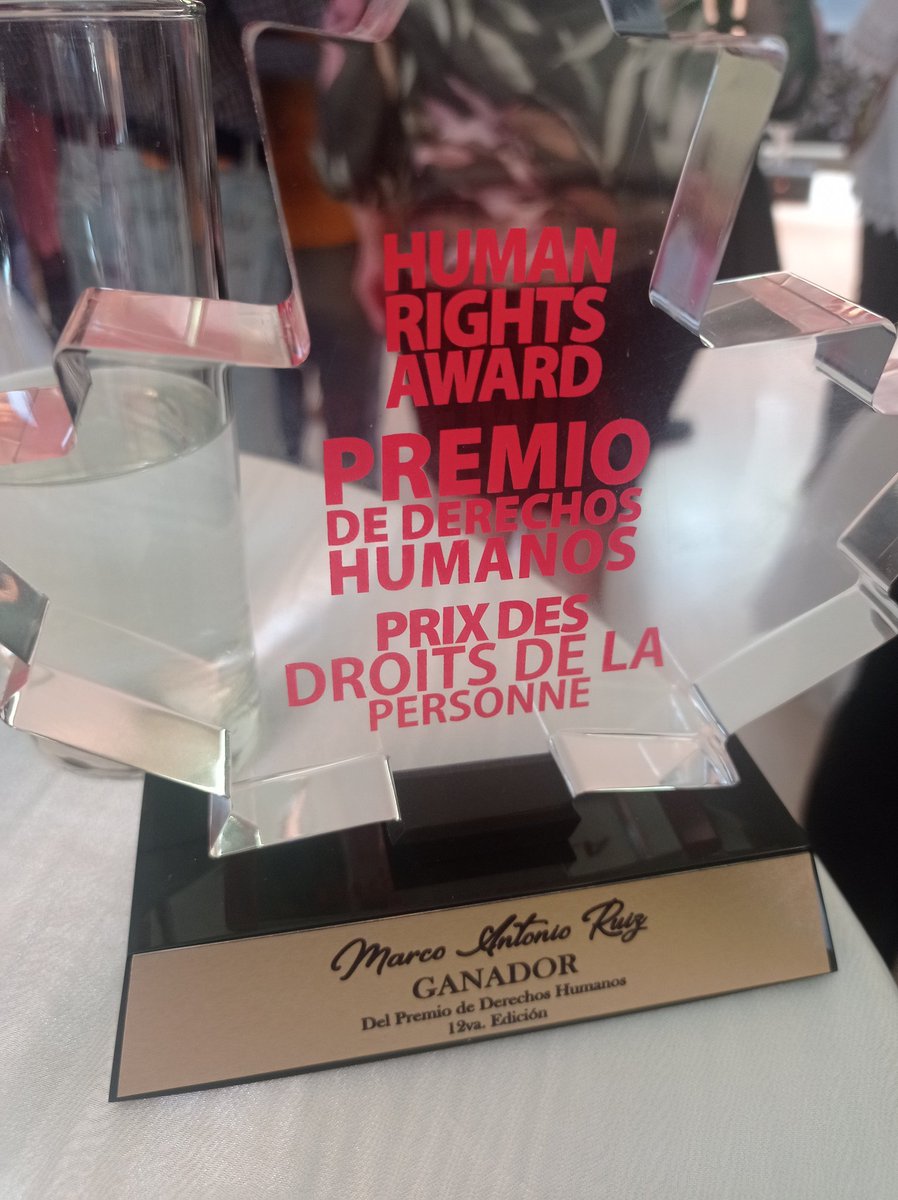 HUMAN
RIGHTS
AWARD
PREMIO
DE DERECHOS
HUMANOS
PRIX DES
DROITS DE LA
PERSONNE
Marco Antonio Ruiz
GANADOR
Del Premio de Derechos Humanos
12va. Edición